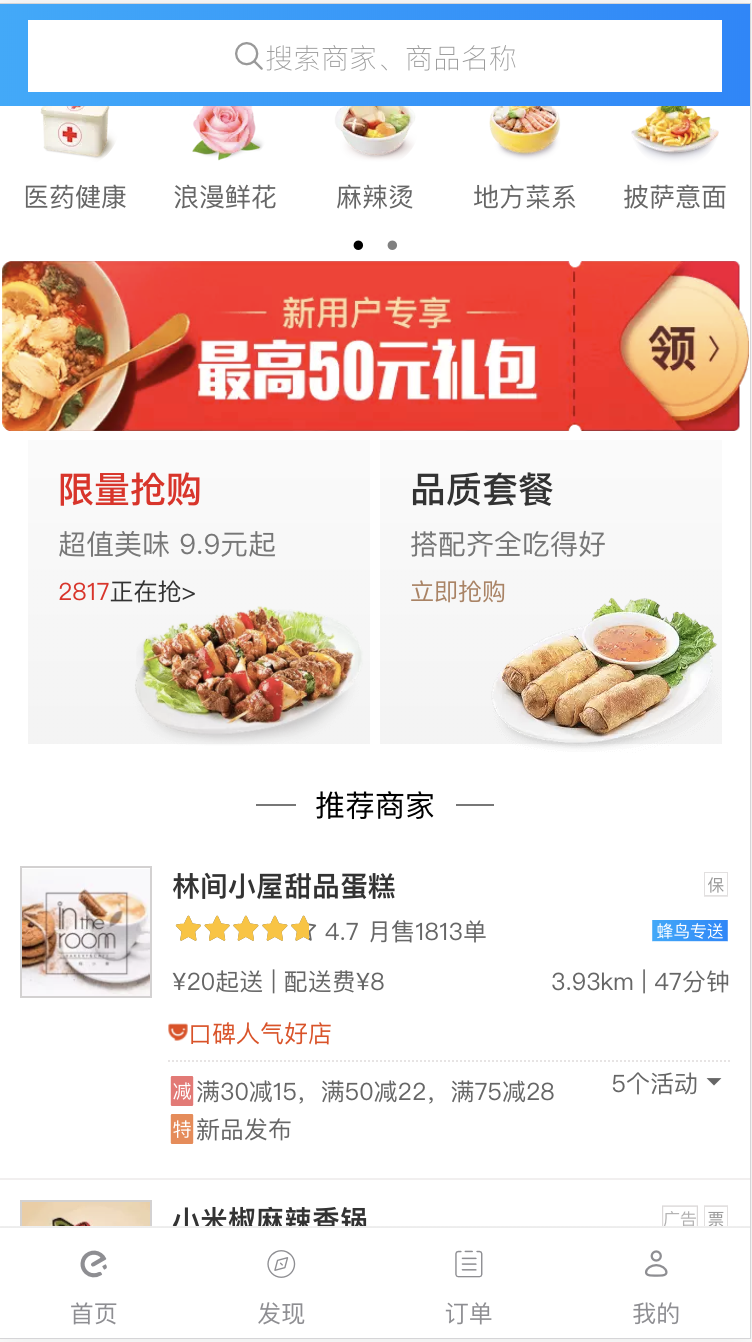 搜索商家、商品名称
医药健康 浪漫鲜花 麻辣烫 地方菜系 披萨意面
新用户专享
最高50元礼包
领
限量抢购
超值美味 9.9元起
2817正在抢>
品质套餐
搭配齐全吃得好
立即抢购
推荐商家
in the
room
林间小屋甜品蛋糕 保
4.7 月售1813单 蜂鸟专送
¥20起送 | 配送费¥8 3.93km | 47分钟
口碑人气好店
减 满30减15，满50减22，满75减28 5个活动
特 新品发布
小米椒麻辣香锅 广告 票
首页 发现 订单 我的